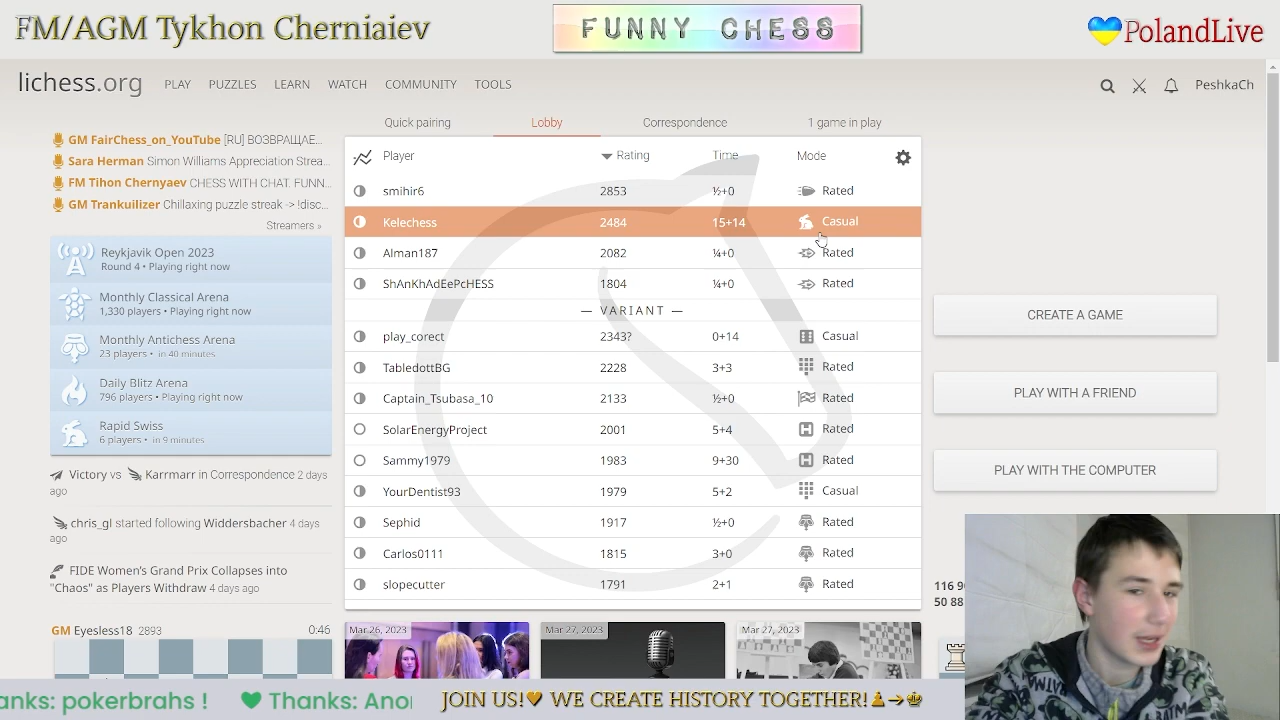 FM/AGM Tykhon Cherniaiev
FUNNY CHESS
PolandLive
lichess.org PLAY PUZZLES LEARN WATCH COMMUNITY TOOLS
PeshkaCh
GM FairChess_on_YouTube [RU] ВОЗВРАЩАЕ...
Sara Herman Simon Williams Appreciation Strea...
FM Tihon Chernyaev CHESS WITH CHAT. FUNN...
GM Trankuilizer Chillaxing puzzle streak -> !disc...
Streamers »
Reykjavik Open 2023
Round 4 • Playing right now
Monthly Classical Arena
1,330 players • Playing right now
Monthly Antichess Arena
23 players • in 40 minutes
Daily Blitz Arena
796 players • Playing right now
Rapid Swiss
6 players • in 9 minutes
Victory vs Karrmarr in Correspondence 2 days
ago
chris_gl started following Widdersbacher 4 days
ago
FIDE Women's Grand Prix Collapses into
"Chaos" as Players Withdraw 4 days ago
GM Eyesless18 2893 0:46
Quick pairing Lobby Correspondence 1 game in play
Player Rating Time Mode
smihir6 2853 ½+0 Rated
Kelechess 2484 15+14 Casual
Alman187 2082 ¼+0 Rated
ShAnKhAdEePcHESS 1804 ¼+0 Rated
— VARIANT —
play_corect 2343? 0+14 Casual
TabledottBG 2228 3+3 Rated
Captain_Tsubasa_10 2133 ½+0 Rated
SolarEnergyProject 2001 5+4 Rated
Sammy1979 1983 9+30 Rated
YourDentist93 1979 5+2 Casual
Sephid 1917 ½+0 Rated
Carlos0111 1815 3+0 Rated
slopecutter 1791 2+1 Rated
Mar 26, 2023 Mar 27, 2023 Mar 27, 2023
CREATE A GAME
PLAY WITH A FRIEND
PLAY WITH THE COMPUTER
116 9
50 88
anks: pokerbrahs ! Thanks: Ano
JOIN US! WE CREATE HISTORY TOGETHER!
BATM